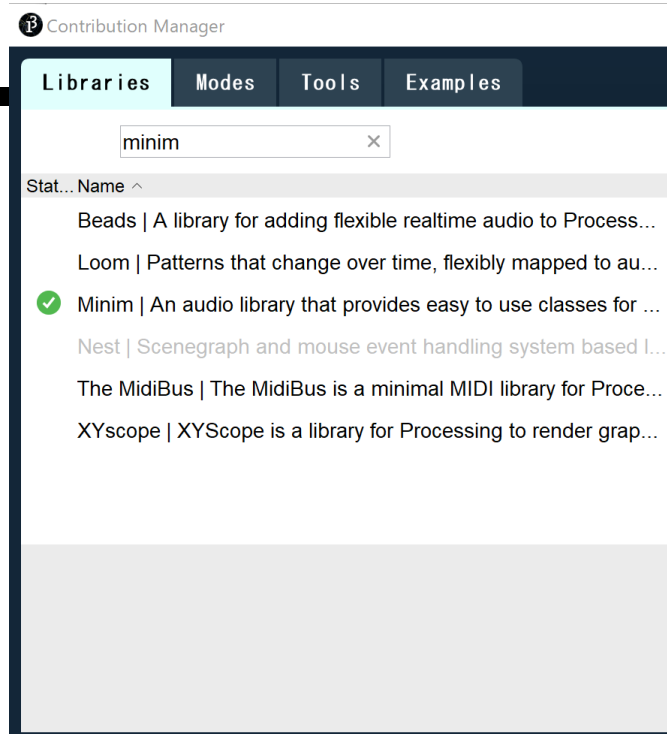 Contribution Manager
Libraries Modes Tools Examples
minim
Stat... Name
Beads | A library for adding flexible realtime audio to Process...
Loom | Patterns that change over time, flexibly mapped to au...
Minim | An audio library that provides easy to use classes for ...
Nest | Scenegraph and mouse event handling system based l...
The MidiBus | The MidiBus is a minimal MIDI library for Proce...
XYscope | XYScope is a library for Processing to render grap...